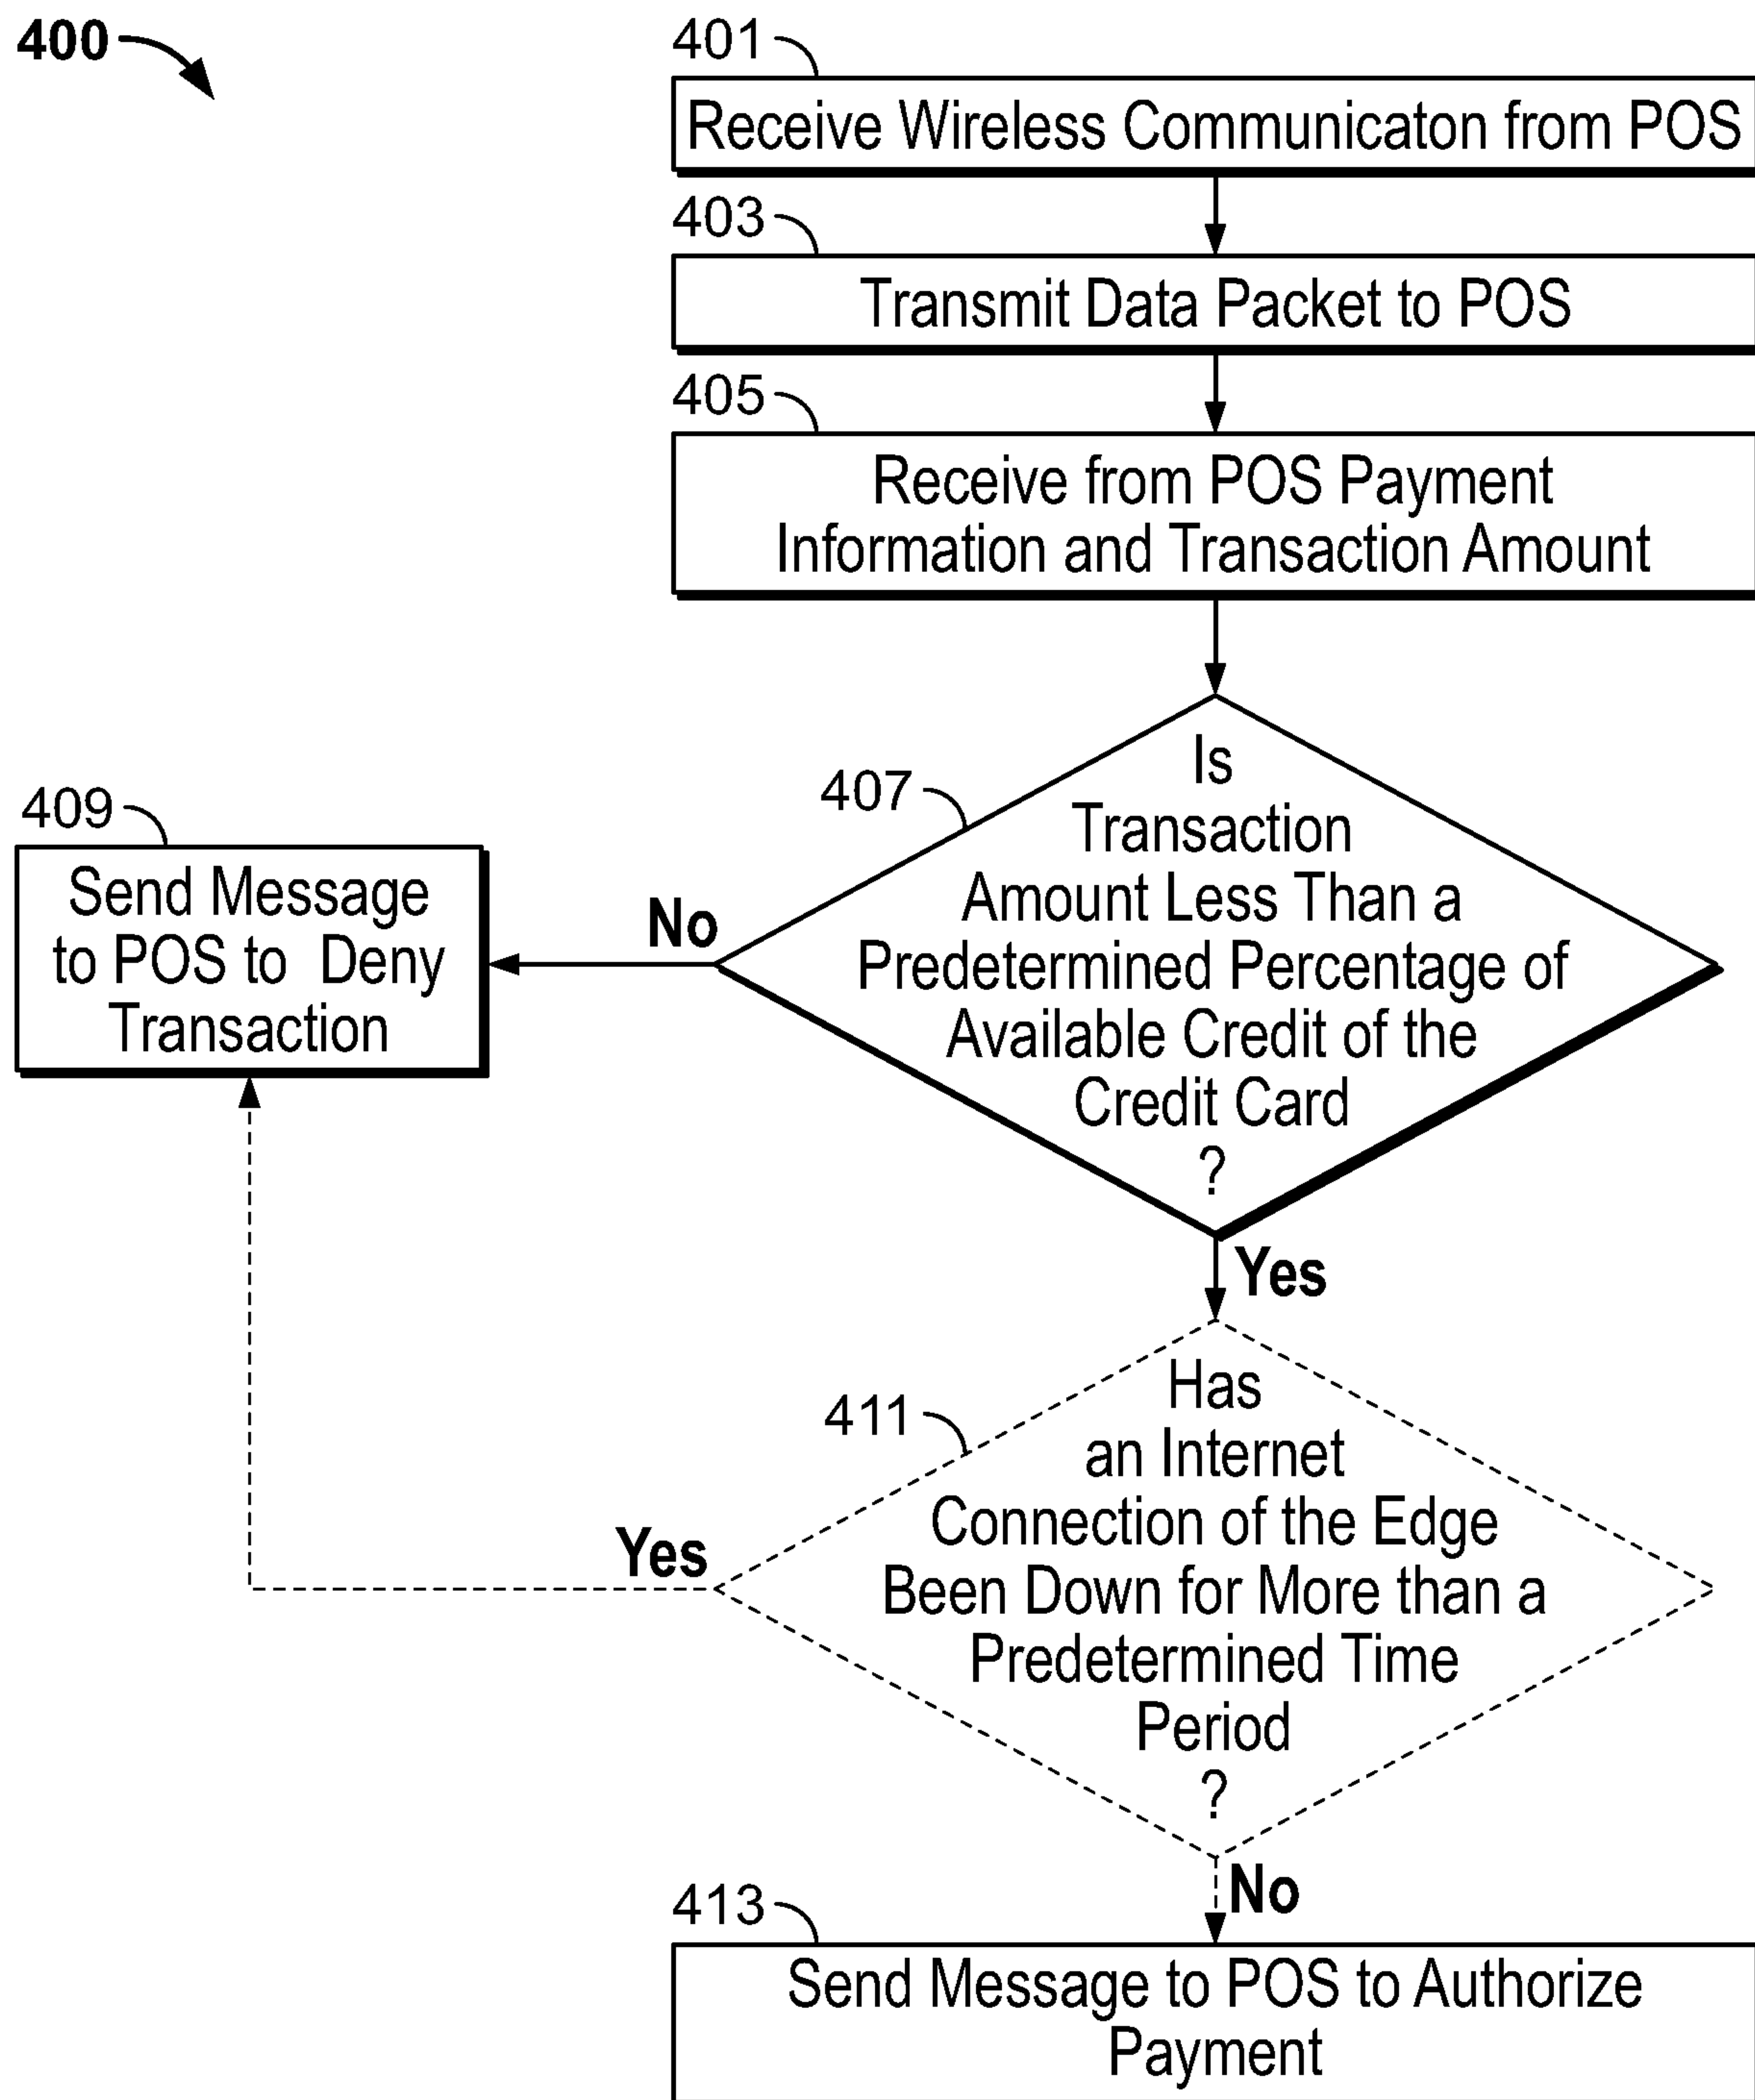 400
401
Receive Wireless Communicaton from POS
403
Transmit Data Packet to POS
405
Receive from POS Payment
Information and Transaction Amount
407
Is
Transaction
Amount Less Than a
Predetermined Percentage of
Available Credit of the
Credit Card
?
No
409
Send Message
to POS to Deny
Transaction
Yes
411
Has
an Internet
Connection of the Edge
Been Down for More than a
Predetermined Time
Period
?
Yes
No
413
Send Message to POS to Authorize
Payment